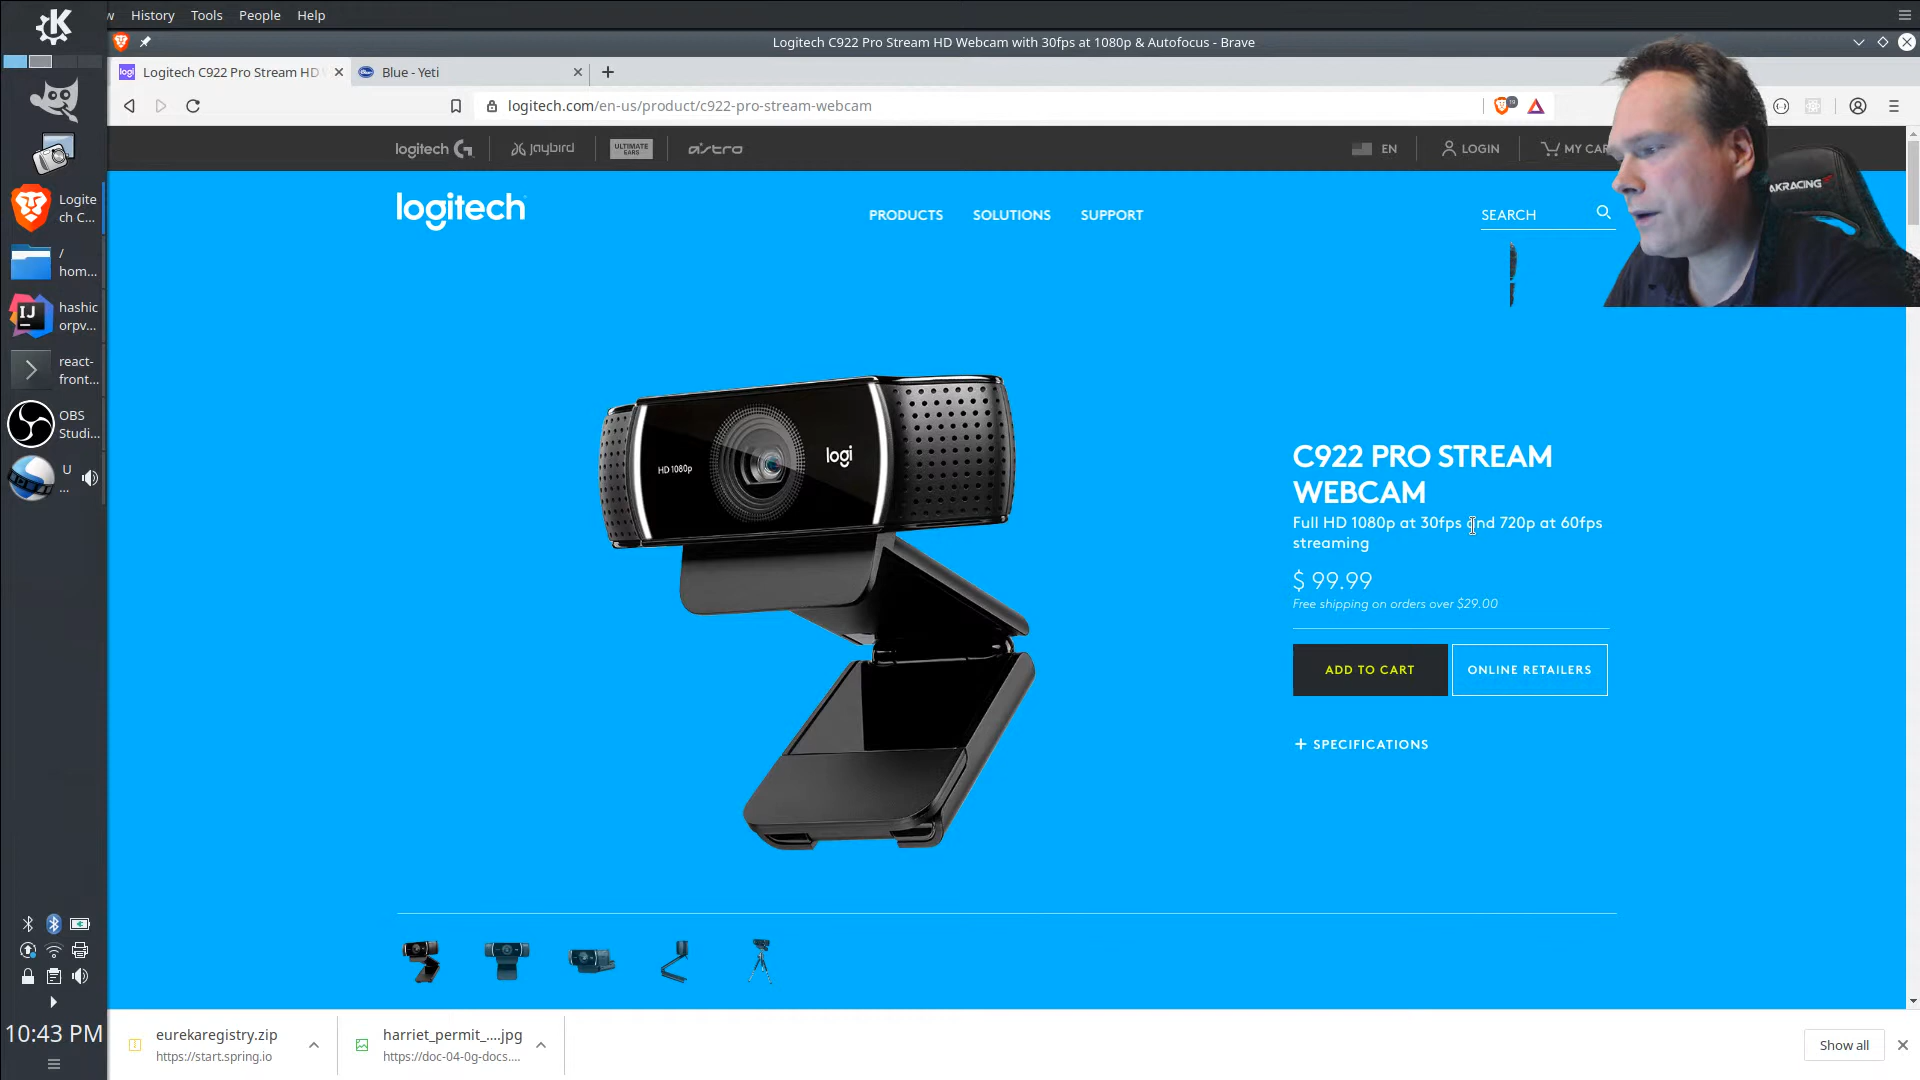 w History Tools People Help
Logitech C922 Pro Stream HD Webcam with 30fps at 1080p & Autofocus - Brave
logi Logitech C922 Pro Stream HD W
Blue - Yeti
logitech.com/en-us/product/c922-pro-stream-webcam
19
logitech G
Jaybird
ULTIMATE
EARS
ASTRO
EN
LOGIN
MY CAR
AKRACING
logitech
PRODUCTS SOLUTIONS SUPPORT
SEARCH
Logite
ch C...
/
hom...
IJ
hashic
orpv...
react-
front...
OBS
Studi...
U
...
HD 1080p
logi
C922 PRO STREAM
WEBCAM
Full HD 1080p at 30fps and 720p at 60fps
streaming
$ 99.99
Free shipping on orders over $29.00
ADD TO CART
ONLINE RETAILERS
+ SPECIFICATIONS
10:43 PM
eurekaregistry.zip
https://start.spring.io
harriet_permit_....jpg
https://doc-04-0g-docs....
Show all